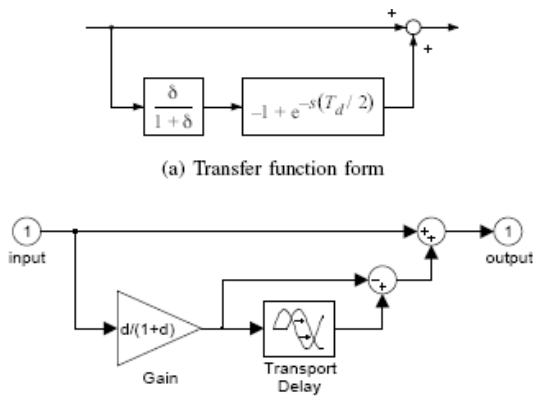 +
+
δ
1 + δ
–1 + e^–s(T_d / 2)
(a) Transfer function form
1
input
+
+
1
output
–
+
d/(1+d)
Gain
Transport
Delay